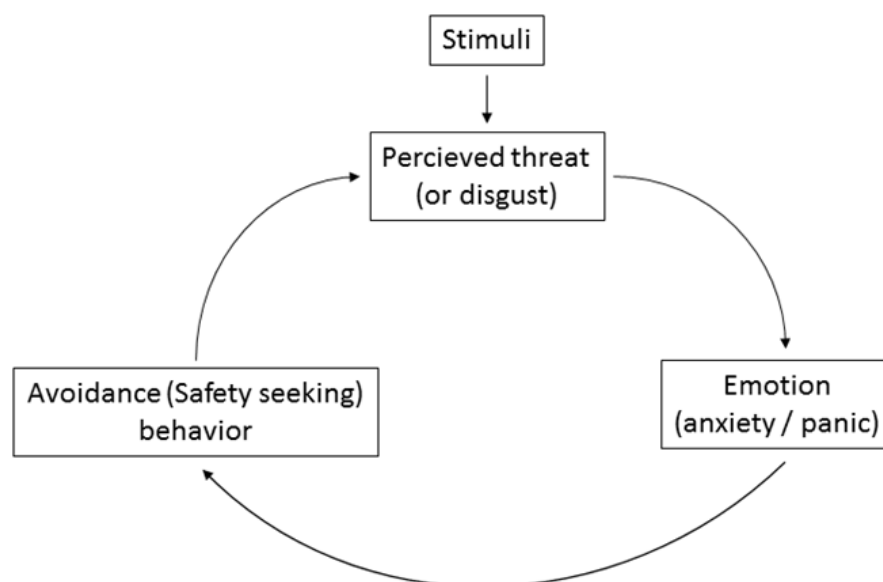 Stimuli
Percieved threat
(or disgust)
Emotion
(anxiety / panic)
Avoidance (Safety seeking)
behavior